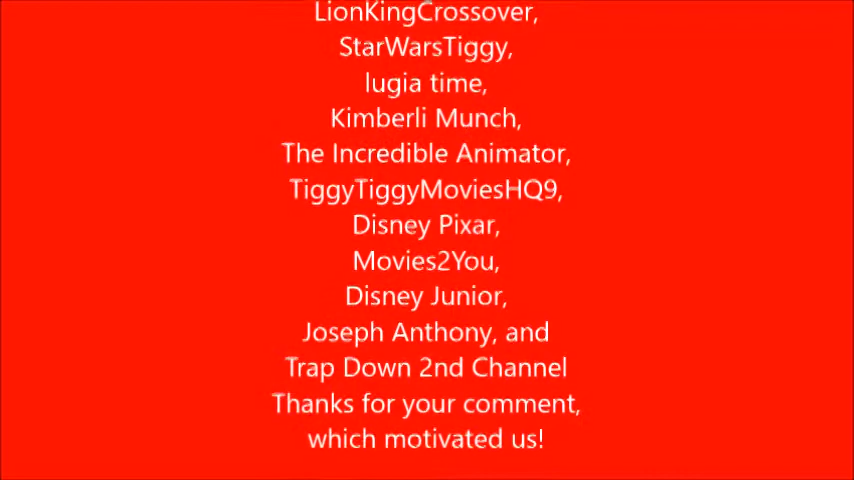 LionKingCrossover,
StarWarsTiggy,
lugia time,
Kimberli Munch,
The Incredible Animator,
TiggyTiggyMoviesHQ9,
Disney Pixar,
Movies2You,
Disney Junior,
Joseph Anthony, and
Trap Down 2nd Channel
Thanks for your comment,
which motivated us!